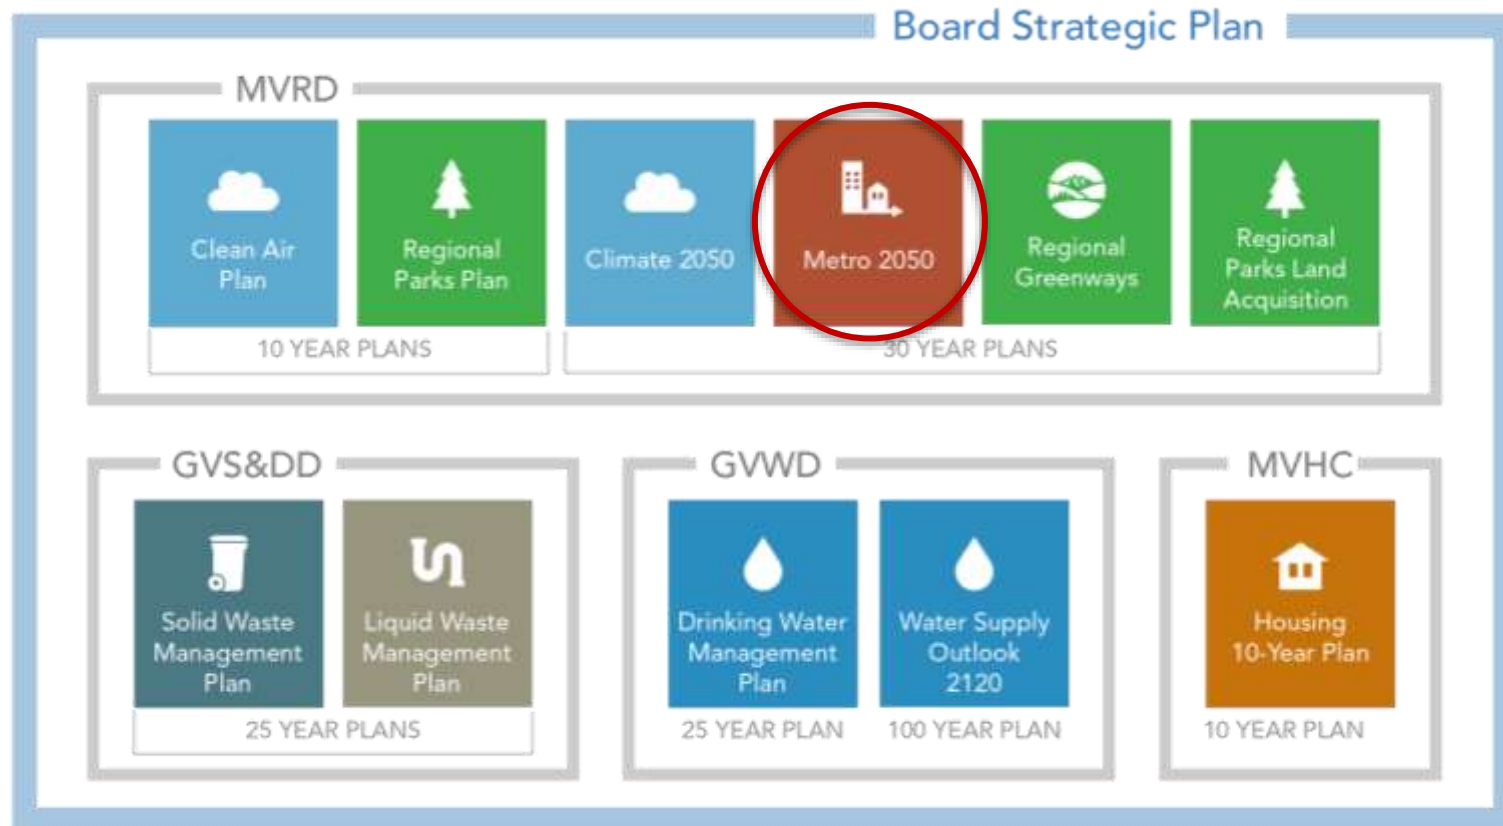 Board Strategic Plan
MVRD
Clean Air
Plan
Regional
Parks Plan
Climate 2050
Metro 2050
Regional
Greenways
Regional
Parks Land
Acquisition
10 YEAR PLANS
30 YEAR PLANS
GVS&DD
Solid Waste
Management
Plan
Liquid Waste
Management
Plan
25 YEAR PLANS
GVWD
Drinking Water
Management
Plan
Water Supply
Outlook
2120
25 YEAR PLAN
100 YEAR PLAN
MVHC
Housing
10-Year Plan
10 YEAR PLAN